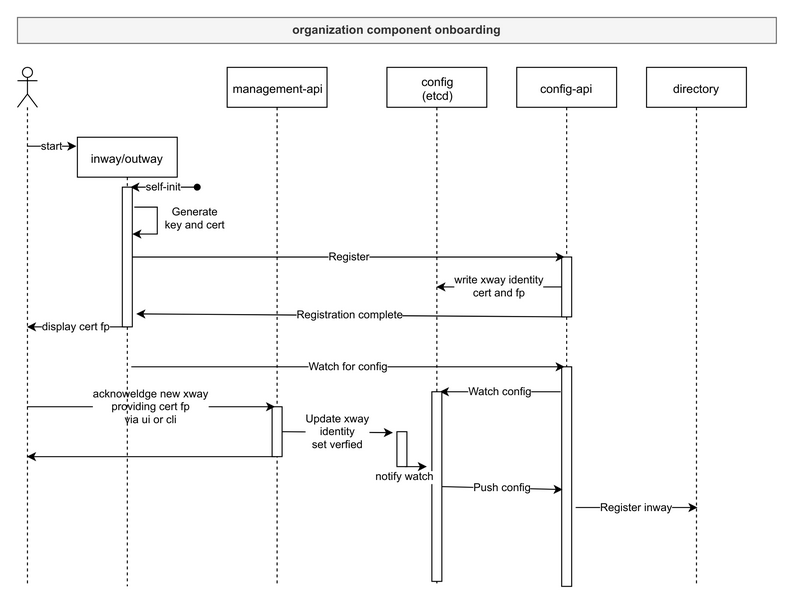 organization component onboarding
management-api
config
(etcd)
config-api
directory
start
inway/outway
self-init
Generate
key and cert
Register
write xway identity
cert and fp
Registration complete
display cert fp
Watch for config
Watch config
acknoweldge new xway
providing cert fp
via ui or cli
Update xway
identity
set verfied
notify watch
Push config
Register inway